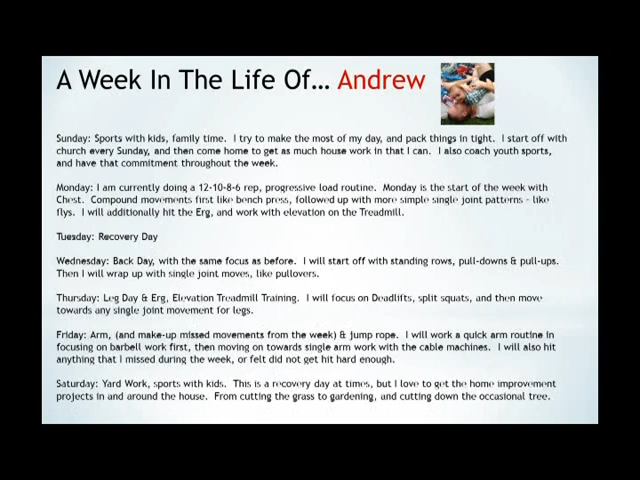 A Week In The Life Of... Andrew
Sunday: Sports with kids, family time.  I try to make the most of my day, and pack things in tight.  I start off with
church every Sunday, and then come home to get as much house work in that I can.  I also coach youth sports,
and have that commitment throughout the week.
Monday: I am currently doing a 12-10-8-6 rep, progressive load routine.  Monday is the start of the week with
Chest.  Compound movements first like bench press, followed up with more simple single joint patterns - like
flys.  I will additionally hit the Erg, and work with elevation on the Treadmill.
Tuesday: Recovery Day
Wednesday: Back Day, with the same focus as before.  I will start off with standing rows, pull-downs & pull-ups.
Then I will wrap up with single joint moves, like pullovers.
Thursday: Leg Day & Erg, Elevation Treadmill Training.  I will focus on Deadlifts, split squats, and then move
towards any single joint movement for legs.
Friday: Arm, (and make-up missed movements from the week) & jump rope.  I will work a quick arm routine in
focusing on barbell work first, then moving on towards single arm work with the cable machines.  I will also hit
anything that I missed during the week, or felt did not get hit hard enough.
Saturday: Yard Work, sports with kids.  This is a recovery day at times, but I love to get the home improvement
projects in and around the house.  From cutting the grass to gardening, and cutting down the occasional tree.